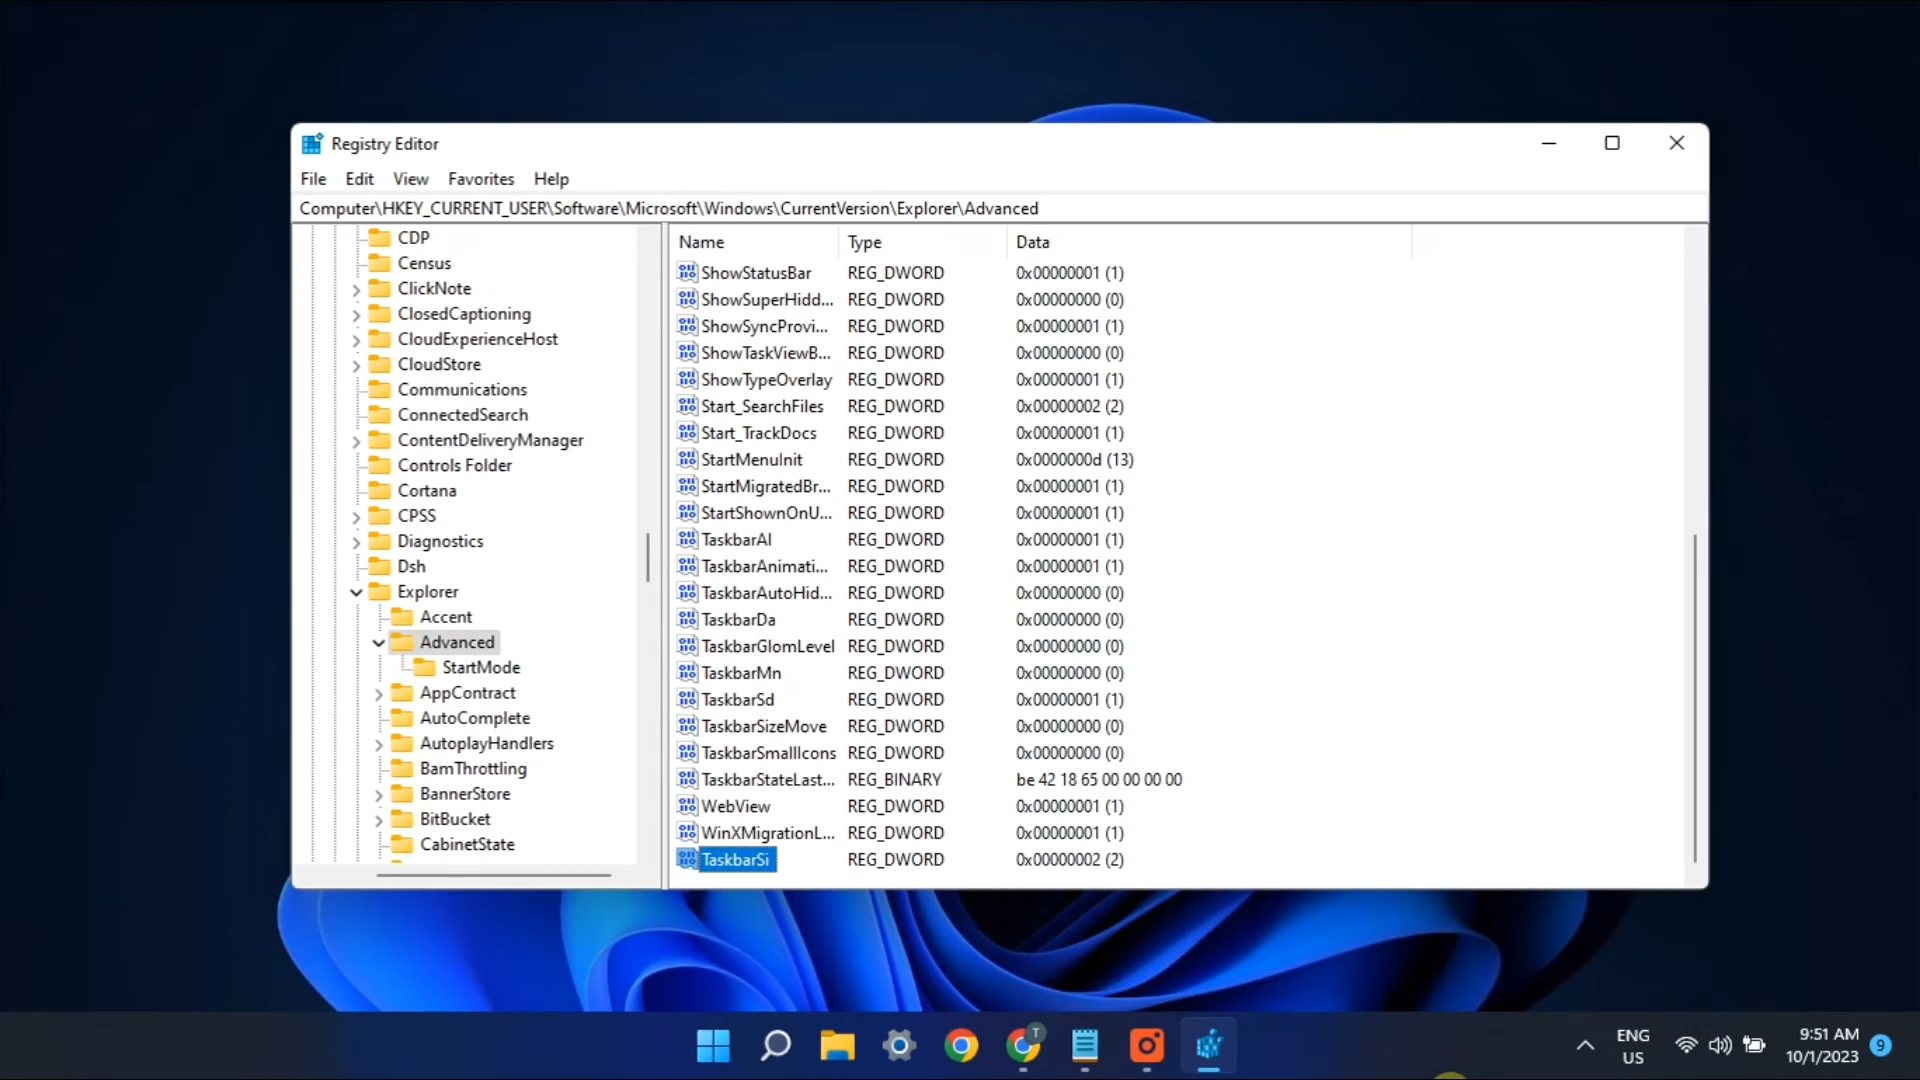 Registry Editor
File Edit View Favorites Help
Computer\HKEY_CURRENT_USER\Software\Microsoft\Windows\CurrentVersion\Explorer\Advanced
CDP
Census
ClickNote
ClosedCaptioning
CloudExperienceHost
CloudStore
Communications
ConnectedSearch
ContentDeliveryManager
Controls Folder
Cortana
CPSS
Diagnostics
Dsh
Explorer
Accent
Advanced
StartMode
AppContract
AutoComplete
AutoplayHandlers
BamThrottling
BannerStore
BitBucket
CabinetState
Name Type Data
ShowStatusBar REG_DWORD 0x00000001 (1)
ShowSuperHidd... REG_DWORD 0x00000000 (0)
ShowSyncProvi... REG_DWORD 0x00000001 (1)
ShowTaskViewB... REG_DWORD 0x00000000 (0)
ShowTypeOverlay REG_DWORD 0x00000001 (1)
Start_SearchFiles REG_DWORD 0x00000002 (2)
Start_TrackDocs REG_DWORD 0x00000001 (1)
StartMenuInit REG_DWORD 0x0000000d (13)
StartMigratedBr... REG_DWORD 0x00000001 (1)
StartShownOnU... REG_DWORD 0x00000001 (1)
TaskbarAl REG_DWORD 0x00000001 (1)
TaskbarAnimati... REG_DWORD 0x00000001 (1)
TaskbarAutoHid... REG_DWORD 0x00000000 (0)
TaskbarDa REG_DWORD 0x00000000 (0)
TaskbarGlomLevel REG_DWORD 0x00000000 (0)
TaskbarMn REG_DWORD 0x00000000 (0)
TaskbarSd REG_DWORD 0x00000001 (1)
TaskbarSizeMove REG_DWORD 0x00000000 (0)
TaskbarSmallIcons REG_DWORD 0x00000000 (0)
TaskbarStateLast... REG_BINARY be 42 18 65 00 00 00 00
WebView REG_DWORD 0x00000001 (1)
WinXMigrationL... REG_DWORD 0x00000001 (1)
TaskbarSi REG_DWORD 0x00000002 (2)
T
ENG
US
9:51 AM
10/1/2023
9